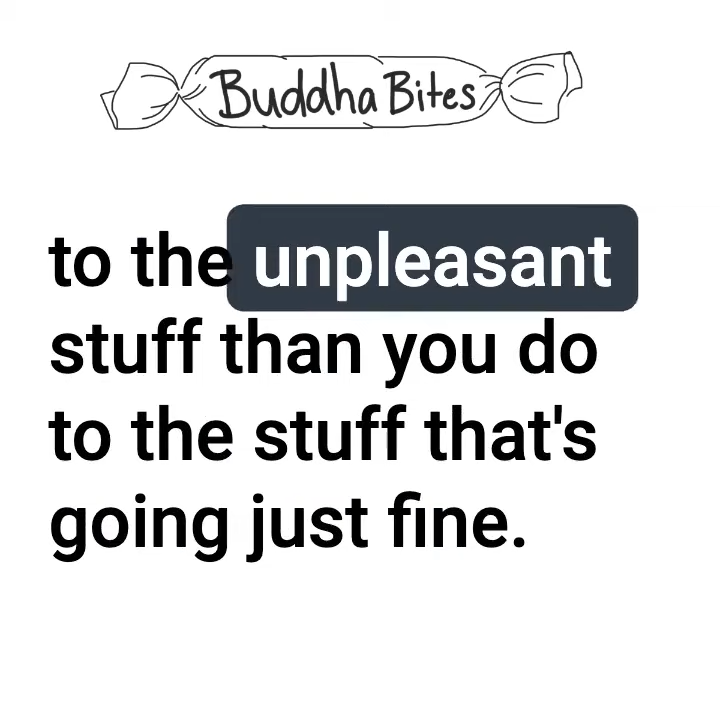 Buddha Bites
to the unpleasant
stuff than you do
to the stuff that's
going just fine.